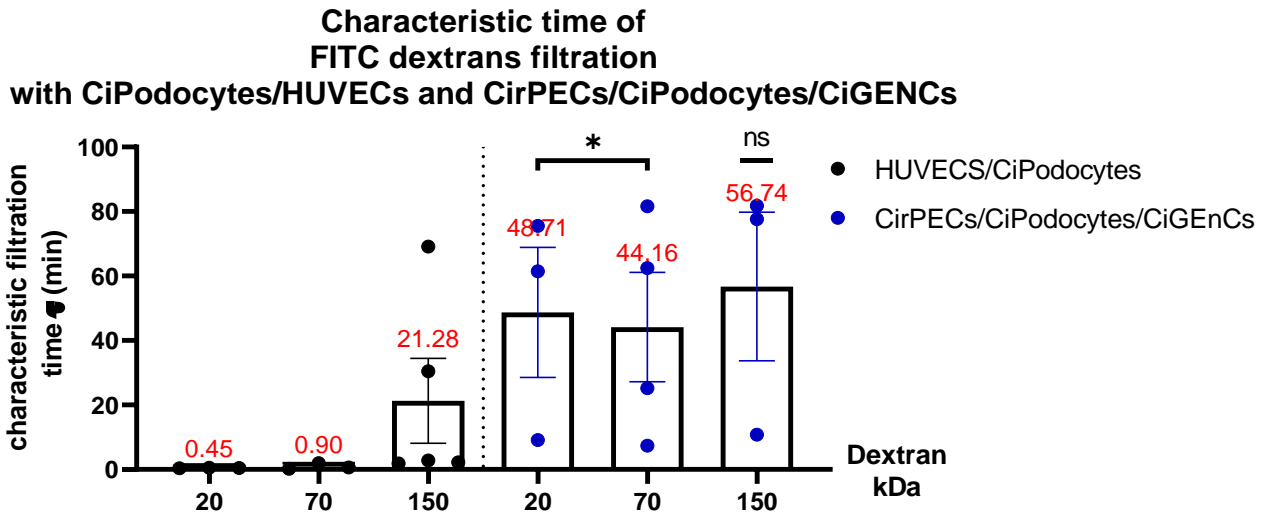 Characteristic time of
FITC dextrans filtration
with CiPodocytes/HUVECs and CirPECs/CiPodocytes/CiGENCs
characteristic filtration
time (min)
100
80
60
40
20
0
0.45
0.90
21.28
48.71
44.16
56.74
*
ns
HUVECS/CiPodocytes
CirPECs/CiPodocytes/CiGEnCs
20
70
150
20
70
150
Dextran
kDa